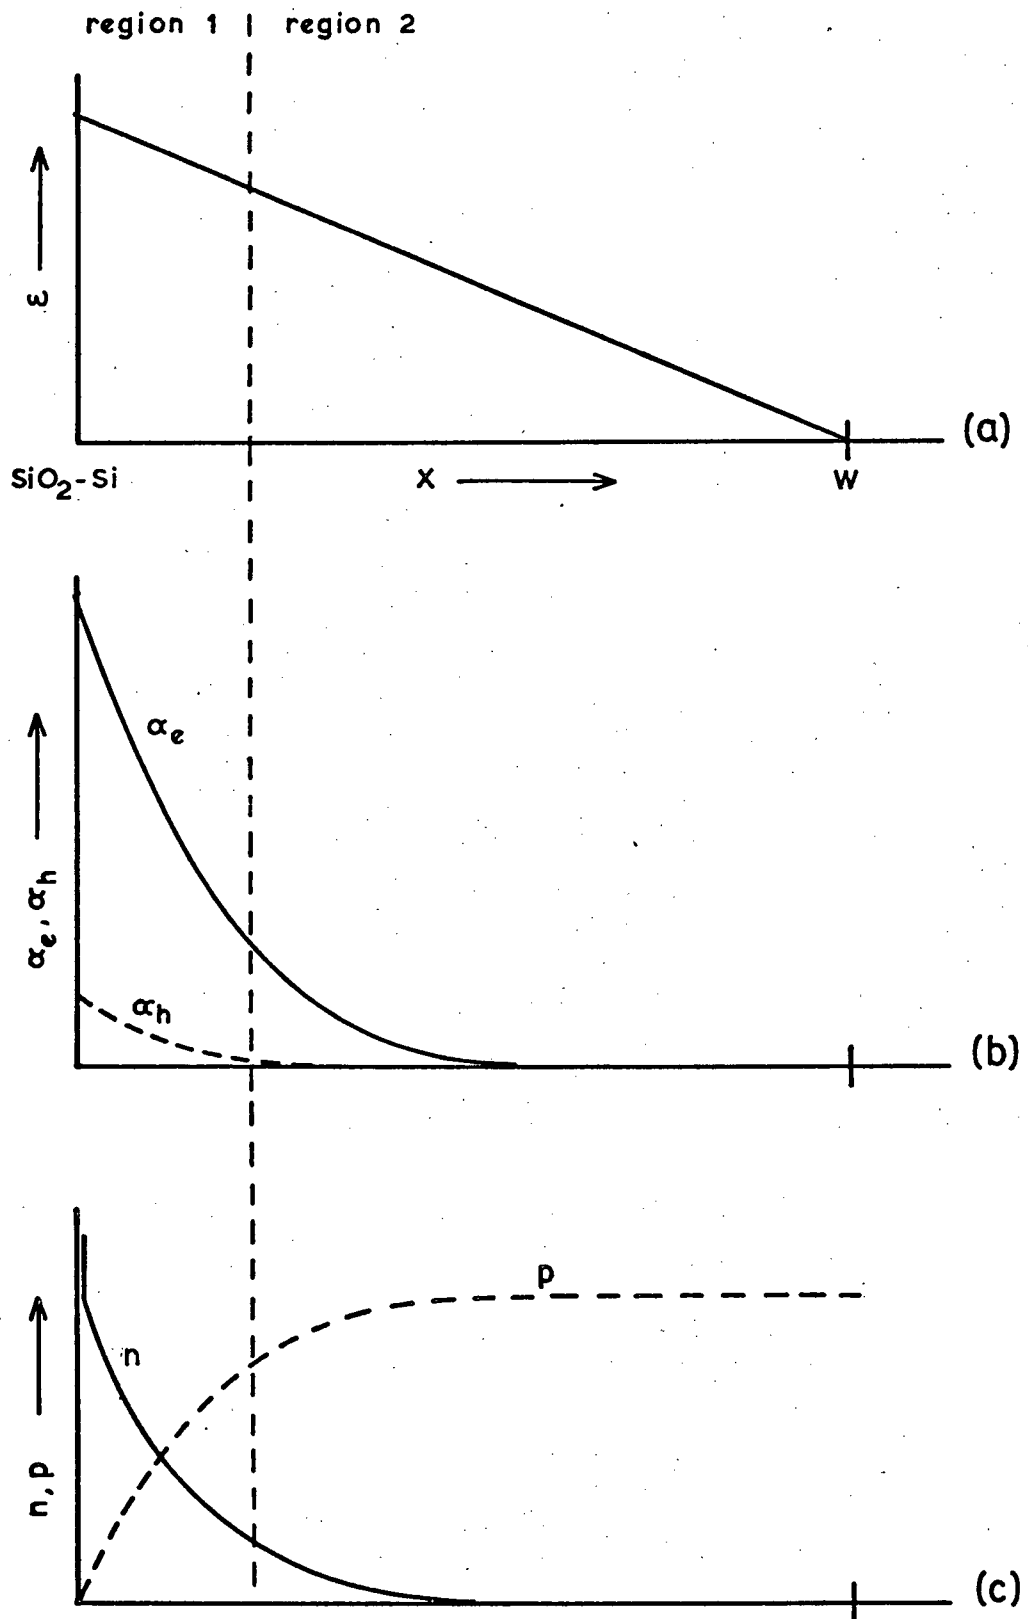 region 1 region 2
ε
(a)
SiO₂-Si x W
αₑ
αₑ, αₕ
αₕ
(b)
p
n
n, p
(c)